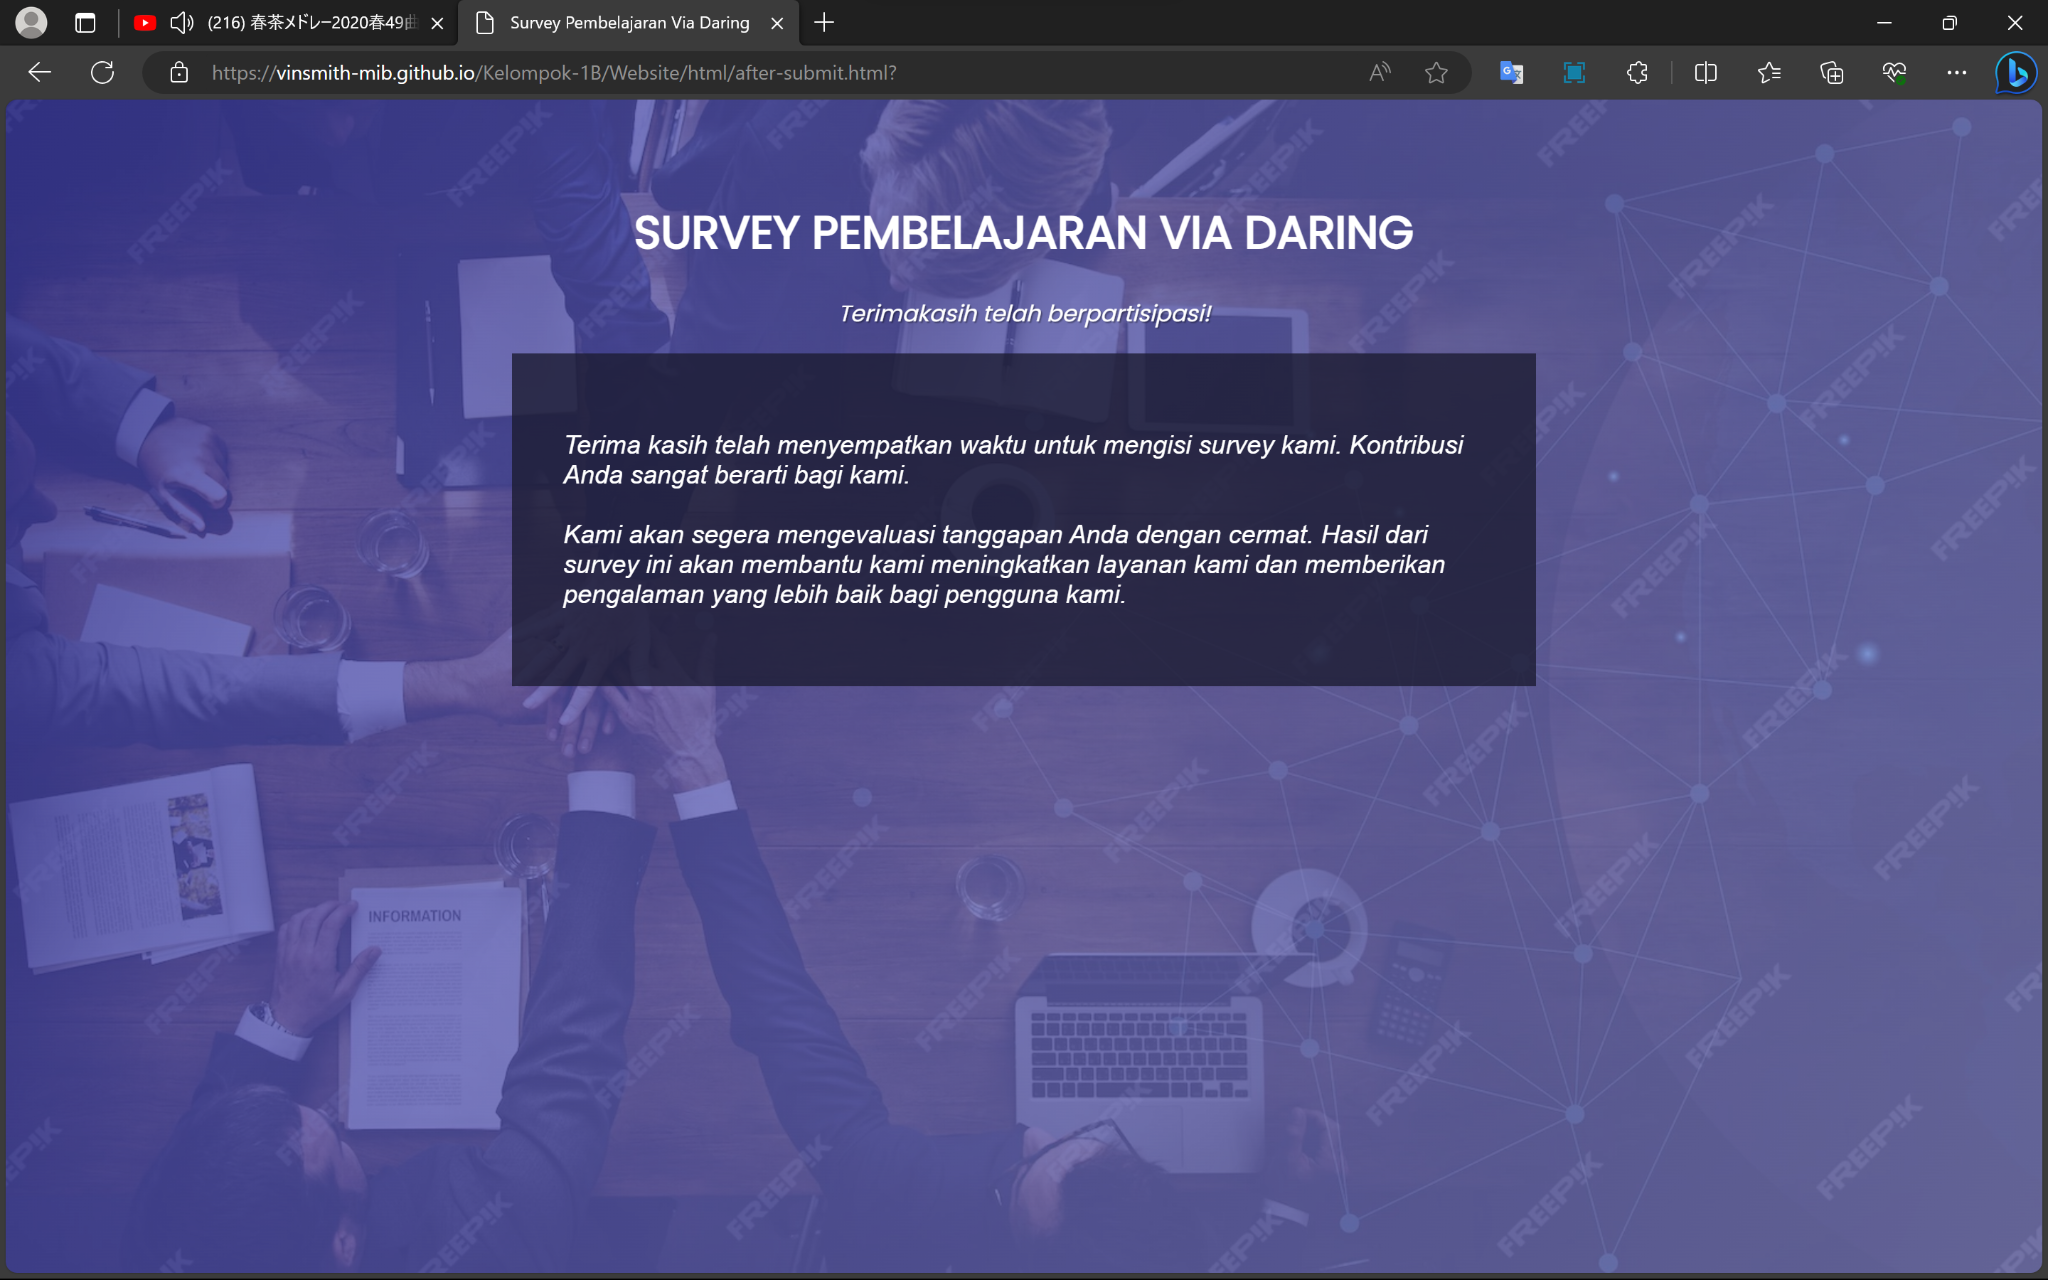 (216) 春茶メドレー2020春49曲
Survey Pembelajaran Via Daring
https://vinsmith-mib.github.io/Kelompok-1B/Website/html/after-submit.html?
SURVEY PEMBELAJARAN VIA DARING
Terimakasih telah berpartisipasi!
Terima kasih telah menyempatkan waktu untuk mengisi survey kami. Kontribusi
Anda sangat berarti bagi kami.
Kami akan segera mengevaluasi tanggapan Anda dengan cermat. Hasil dari
survey ini akan membantu kami meningkatkan layanan kami dan memberikan
pengalaman yang lebih baik bagi pengguna kami.
INFORMATION
FREEPIK